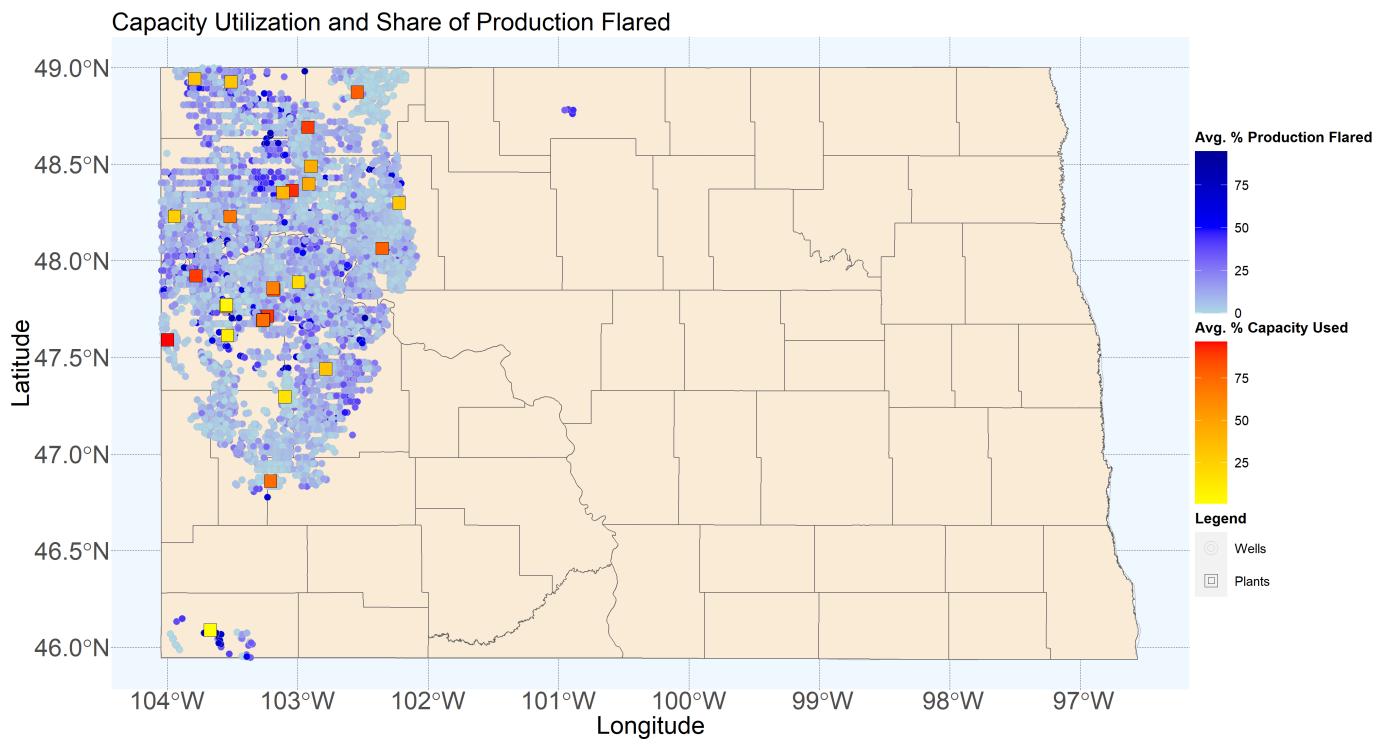 Capacity Utilization and Share of Production Flared
49.0°N
48.5°N
48.0°N
47.5°N
47.0°N
46.5°N
46.0°N
Latitude
104°W 103°W 102°W 101°W 100°W 99°W 98°W 97°W
Longitude
Avg. % Production Flared
75
50
25
0
Avg. % Capacity Used
75
50
25
Legend
Wells
Plants